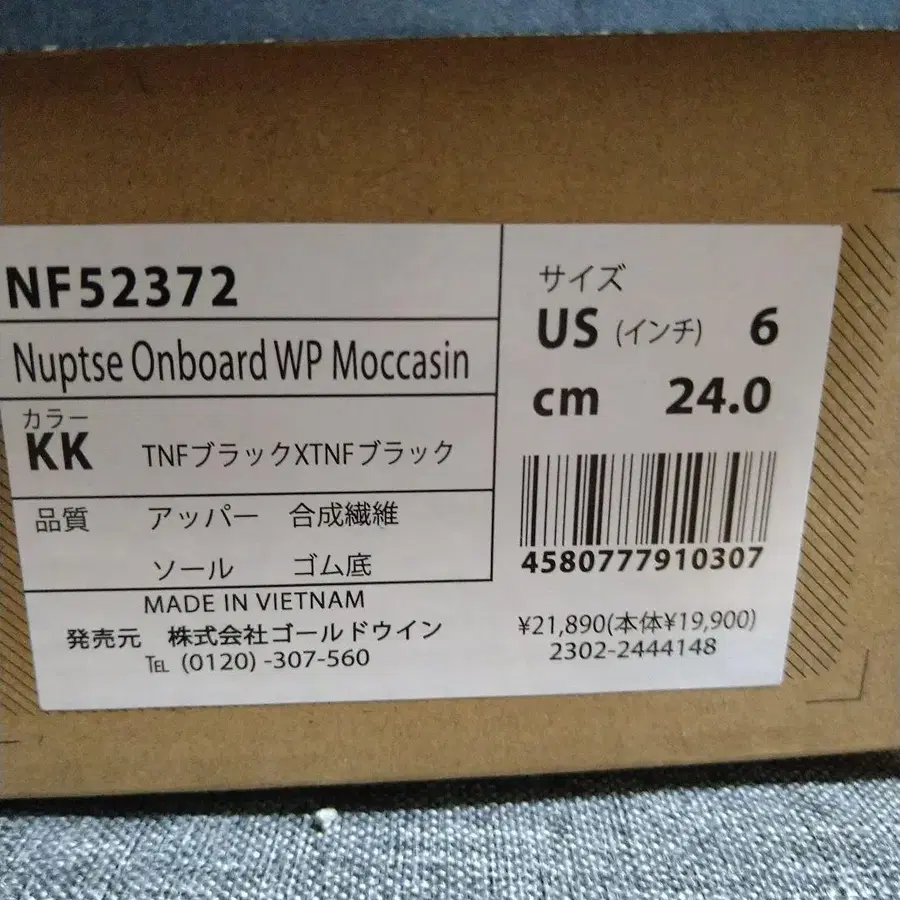 NF52372
Nuptse Onboard WP Moccasin
カラー
KK TNFブラックXTNFブラック
品質 アッパー 合成繊維
ソール ゴム底
MADE IN VIETNAM
発売元 株式会社ゴールドウイン
℡ (0120) -307-560
サイズ
US (インチ) 6
cm 24.0
4580777910307
¥21,890(本体¥19,900)
2302-2444148